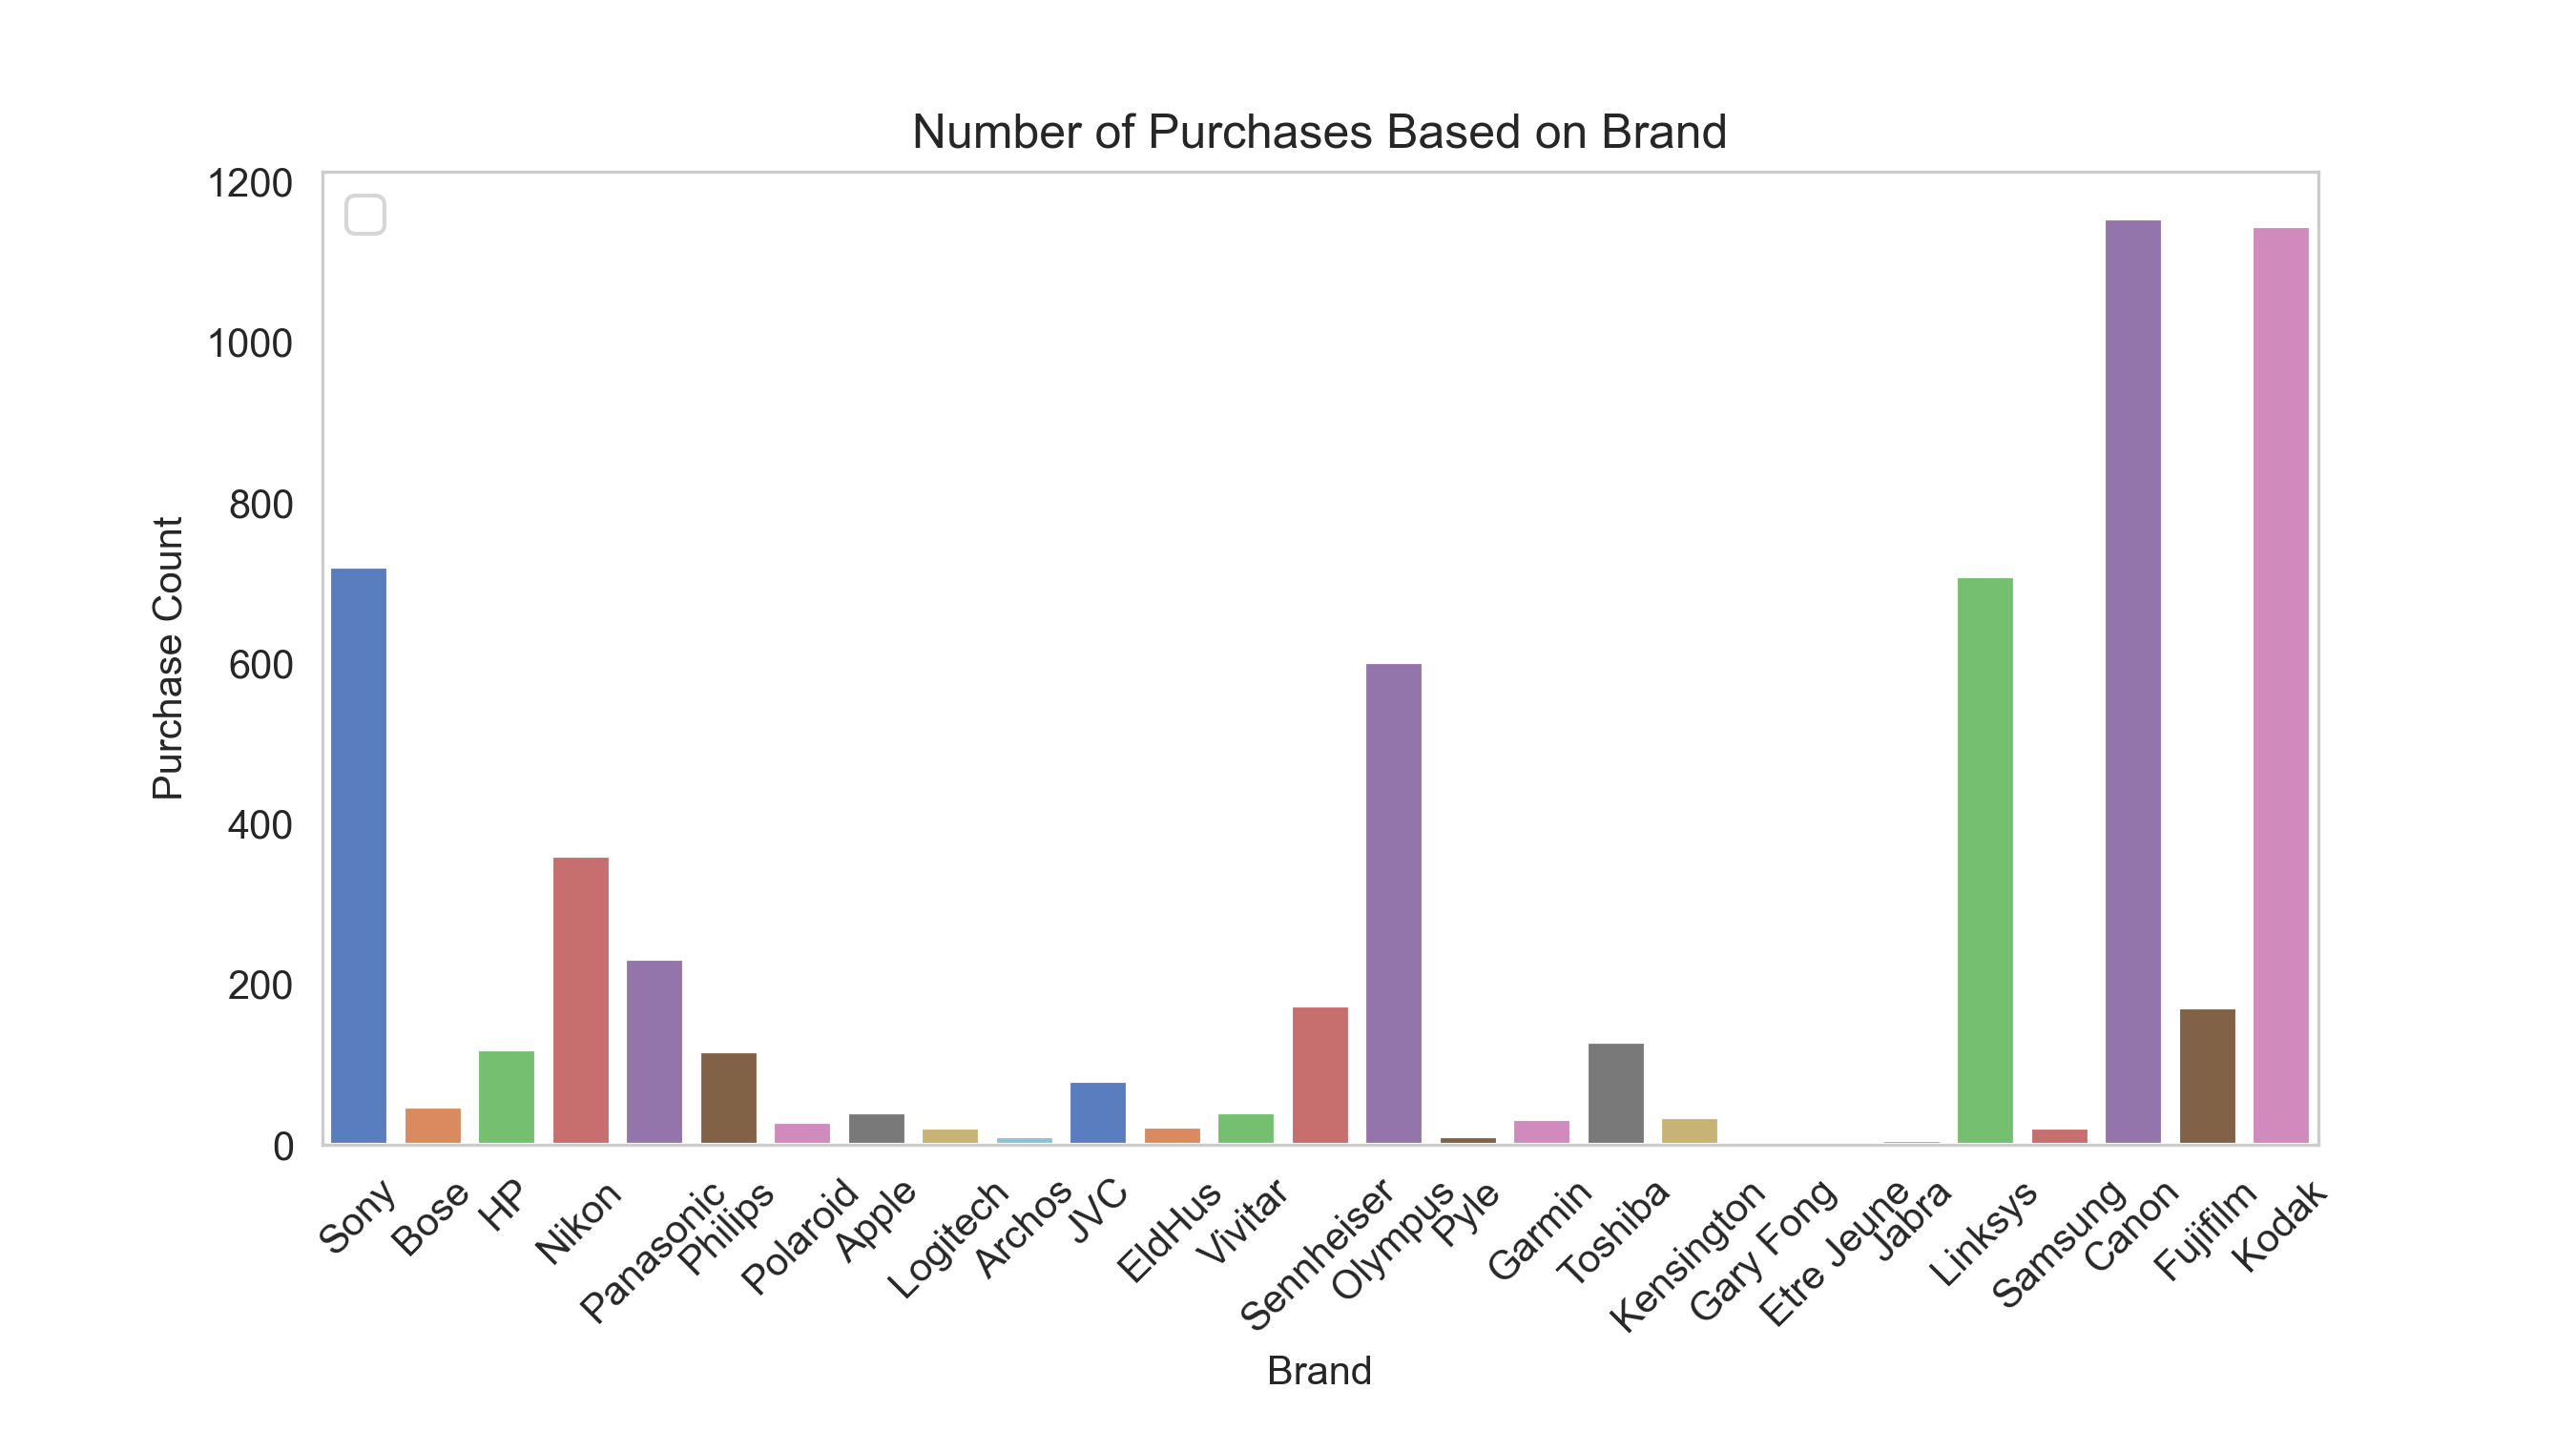 Number of Purchases Based on Brand
1200
1000
800
600
400
200
0
Purchase Count
Sony
Bose
HP
Nikon
Panasonic
Philips
Polaroid
Apple
Logitech
Archos
JVC
EldHus
Vivitar
Sennheiser
Olympus
Pyle
Garmin
Toshiba
Kensington
Gary Fong
Etre Jeune
Jabra
Linksys
Samsung
Canon
Fujifilm
Kodak
Brand